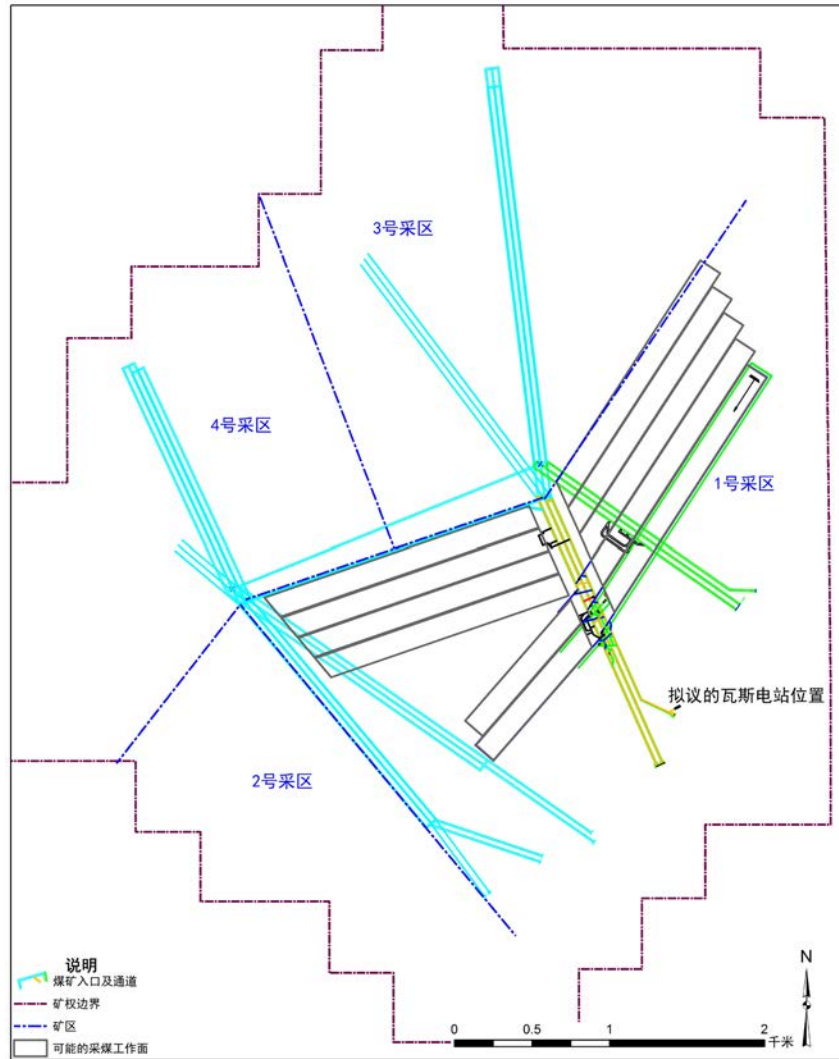 3号采区
4号采区
1号采区
拟议的瓦斯电站位置
2号采区
说明
煤矿入口及通道
矿权边界
矿区
可能的采煤工作面
N
0 0.5 1 2
千米